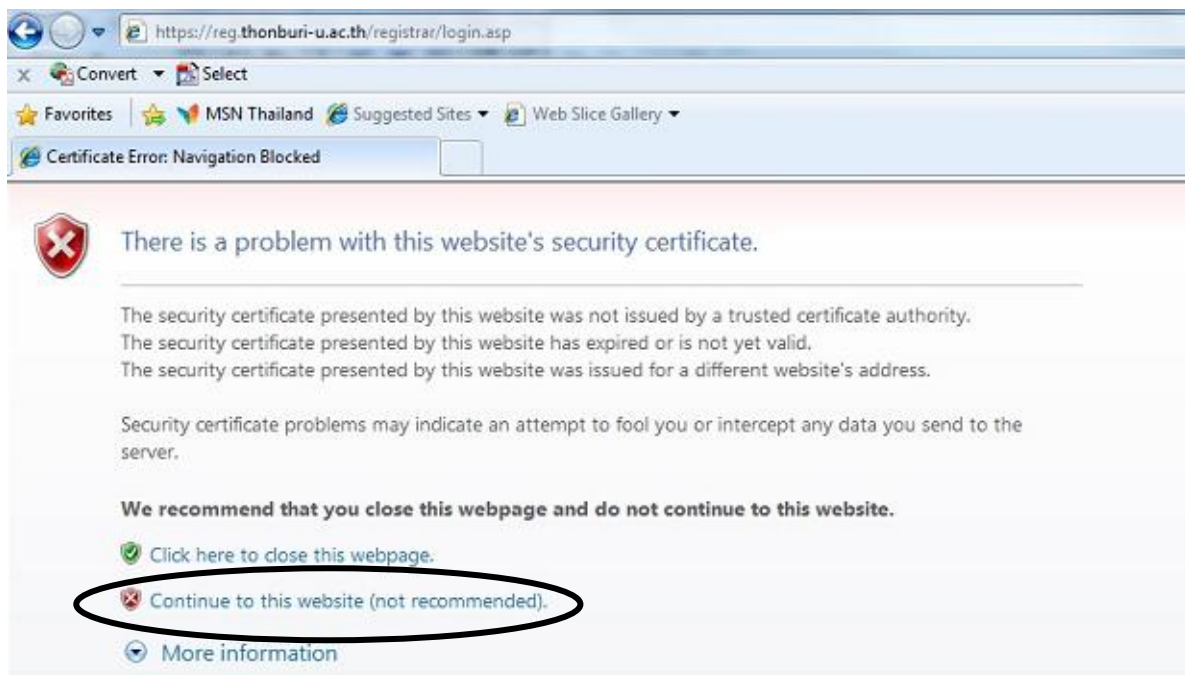 https://reg.thonburi-u.ac.th/registrar/login.asp
x Convert Select
Favorites MSN Thailand Suggested Sites Web Slice Gallery
Certificate Error: Navigation Blocked
There is a problem with this website's security certificate.
The security certificate presented by this website was not issued by a trusted certificate authority.
The security certificate presented by this website has expired or is not yet valid.
The security certificate presented by this website was issued for a different website's address.
Security certificate problems may indicate an attempt to fool you or intercept any data you send to the
server.
We recommend that you close this webpage and do not continue to this website.
Click here to close this webpage.
Continue to this website (not recommended).
More information